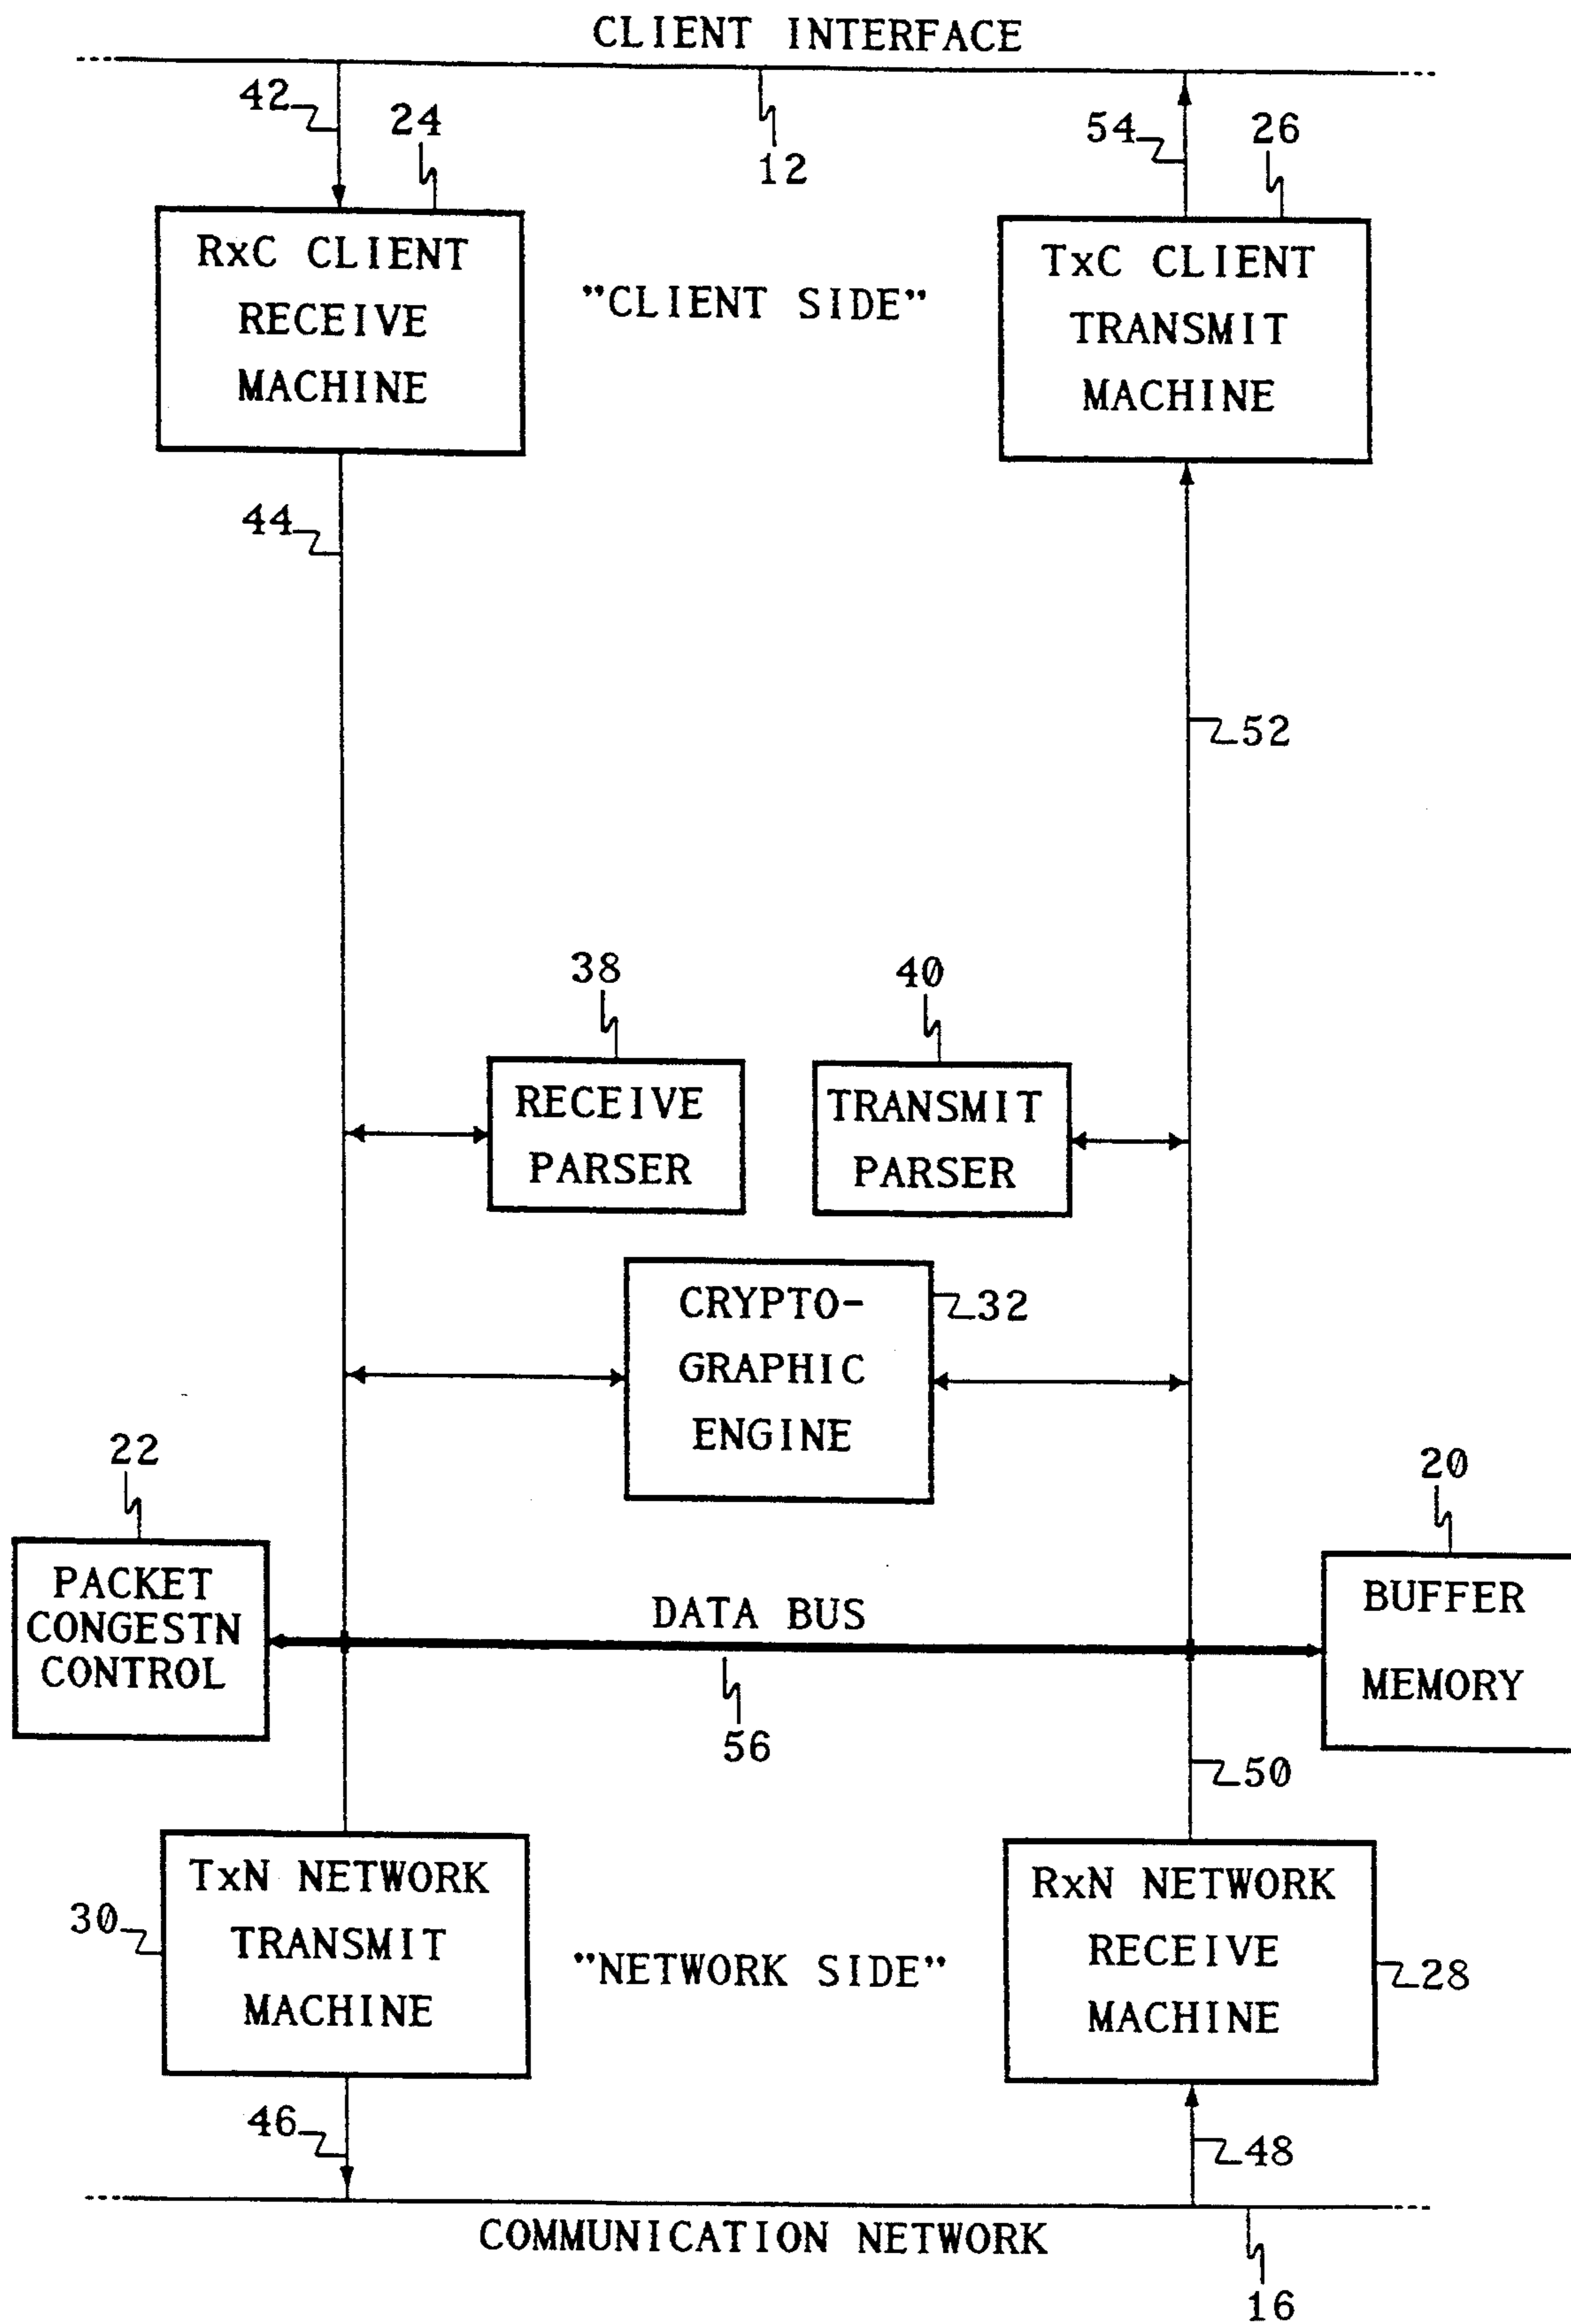 CLIENT INTERFACE
42
24
12
54
26
RxC CLIENT
RECEIVE
MACHINE
"CLIENT SIDE"
TxC CLIENT
TRANSMIT
MACHINE
44
52
38
40
RECEIVE
PARSER
TRANSMIT
PARSER
CRYPTO-
GRAPHIC
ENGINE
32
22
20
PACKET
CONGESTN
CONTROL
DATA BUS
BUFFER
MEMORY
56
50
TxN NETWORK
TRANSMIT
MACHINE
30
"NETWORK SIDE"
RxN NETWORK
RECEIVE
MACHINE
28
46
48
COMMUNICATION NETWORK
16